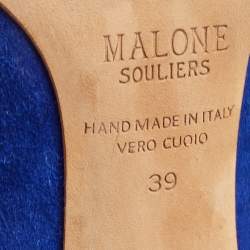 MALONE
SOULIERS
HAND MADE IN ITALY
VERO CUOIO
39